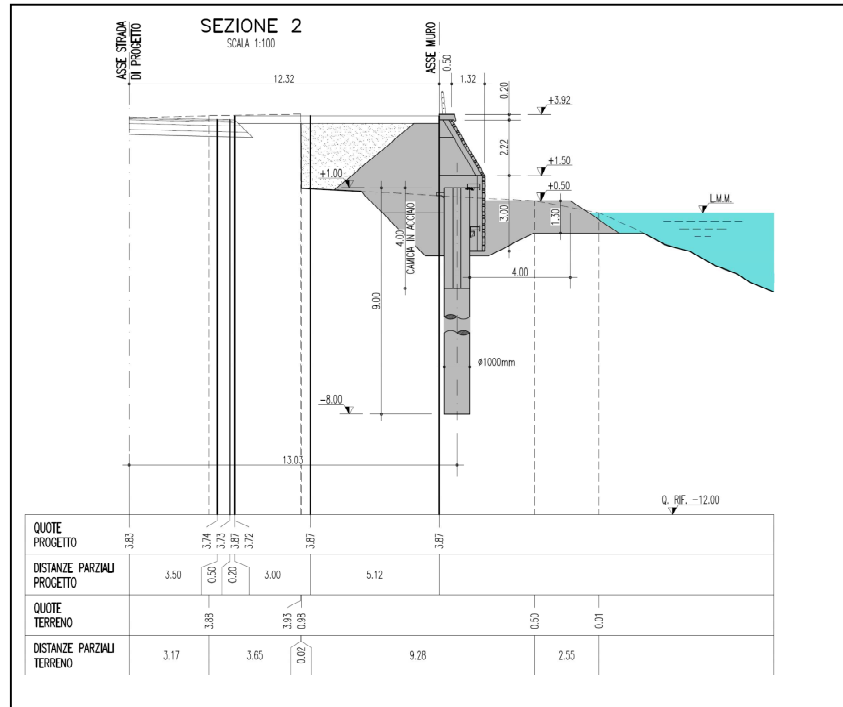 SEZIONE 2
SCALA 1:100
ASSE STRADA
DI PROGETTO
ASSE MURO
12.32
0.50
1.32
0.20
+3.92
2.22
+1.50
+1.00
+0.50
L.M.M.
3.00
1.30
4.00
CAMICIA IN ACCIAIO
4.00
9.00
Ø1000mm
-8.00
13.03
Q. RIF. -12.00
QUOTE
PROGETTO
3.83 3.74 3.73 3.87 3.72 3.87 3.87
DISTANZE PARZIALI
PROGETTO
3.50 0.50 0.20 3.00 5.12
QUOTE
TERRENO
3.88 3.93 0.98 0.50 0.01
DISTANZE PARZIALI
TERRENO
3.17 3.65 0.02 9.28 2.55